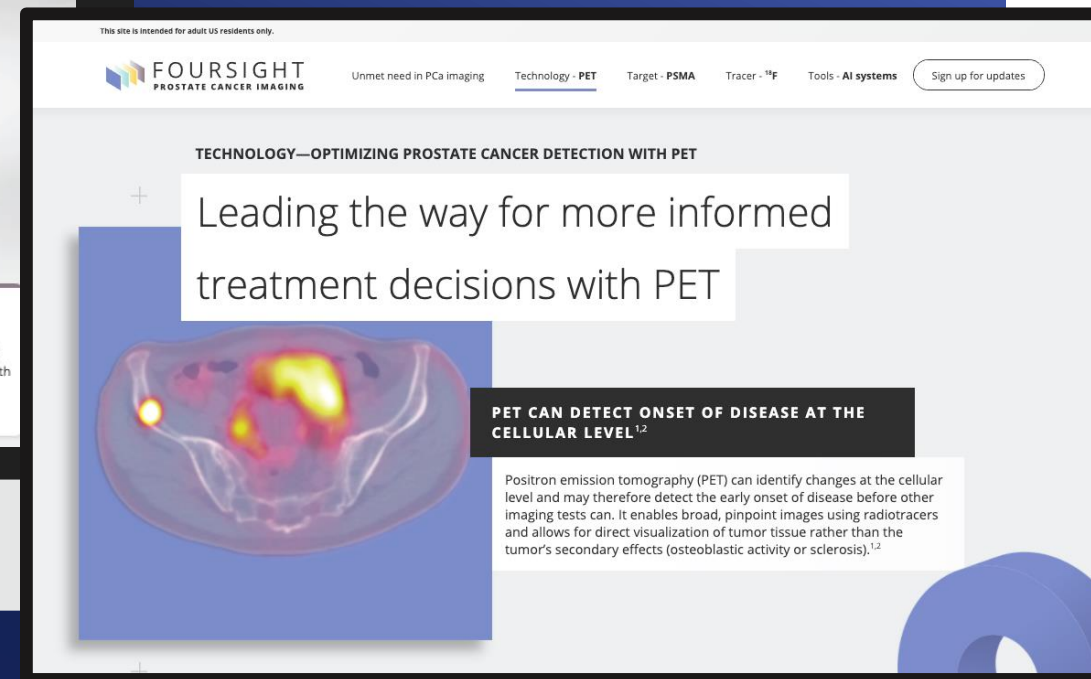 This site is intended for adult US residents only.
FOURSIGHT
PROSTATE CANCER IMAGING
Unmet need in PCa imaging
Technology - PET
Target - PSMA
Tracer - ¹⁸F
Tools - AI systems
Sign up for updates
TECHNOLOGY—OPTIMIZING PROSTATE CANCER DETECTION WITH PET
Leading the way for more informed
treatment decisions with PET
th
PET CAN DETECT ONSET OF DISEASE AT THE
CELLULAR LEVEL¹,²
Positron emission tomography (PET) can identify changes at the cellular
level and may therefore detect the early onset of disease before other
imaging tests can. It enables broad, pinpoint images using radiotracers
and allows for direct visualization of tumor tissue rather than the
tumor's secondary effects (osteoblastic activity or sclerosis).¹,²